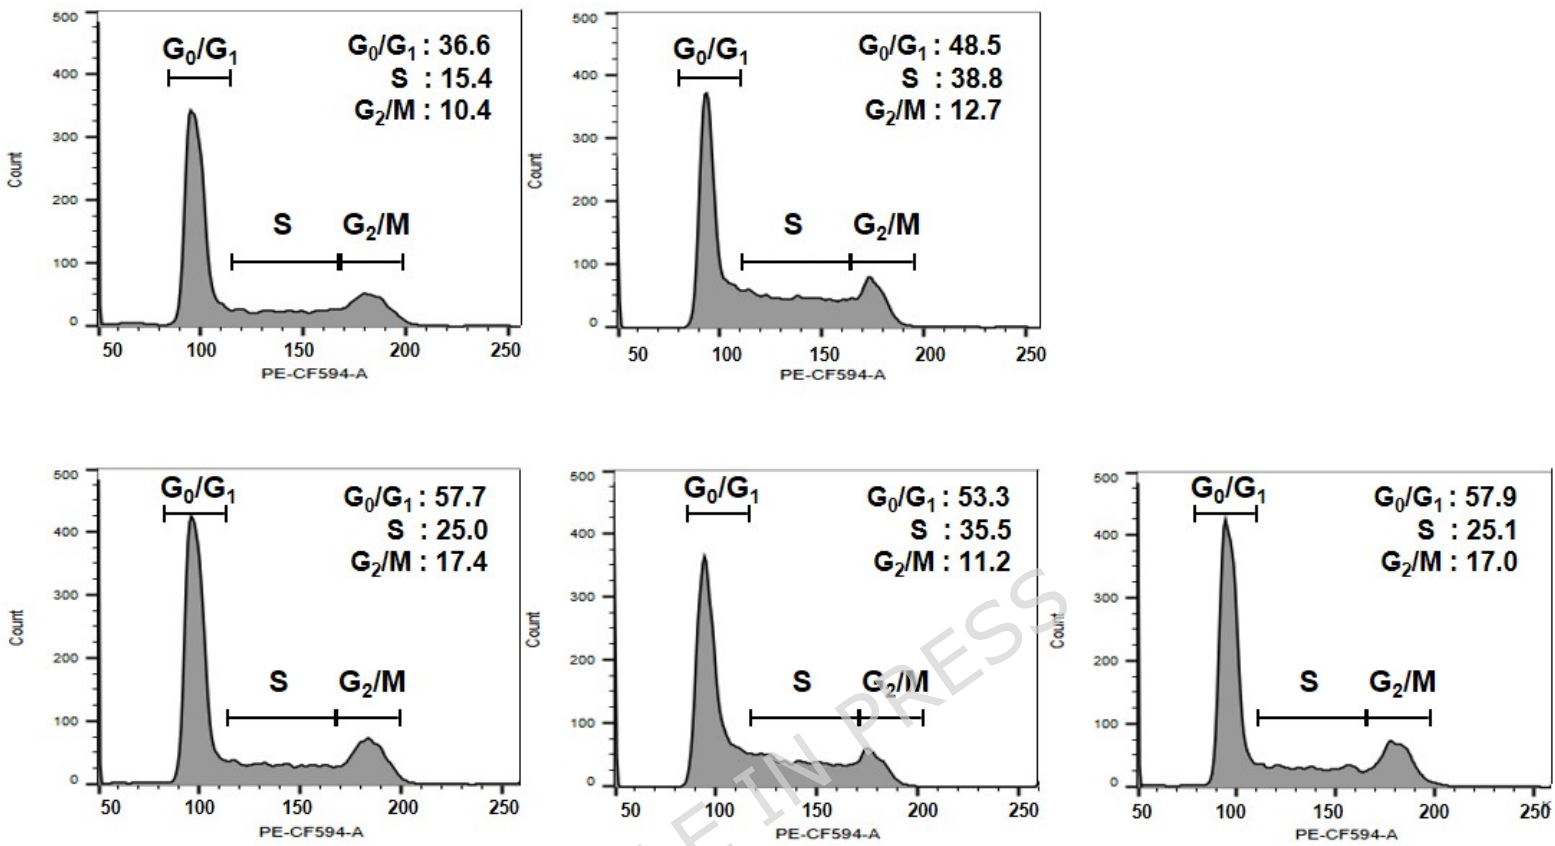 500
400
300
200
100
0
Count
G₀/G₁
G₀/G₁ : 36.6
S : 15.4
G₂/M : 10.4
S
G₂/M
50 100 150 200 250
PE-CF594-A
500
400
300
200
100
0
Count
G₀/G₁
G₀/G₁ : 48.5
S : 38.8
G₂/M : 12.7
S
G₂/M
50 100 150 200 250
PE-CF594-A
500
400
300
200
100
0
Count
G₀/G₁
G₀/G₁ : 57.7
S : 25.0
G₂/M : 17.4
S
G₂/M
50 100 150 200 250
PE-CF594-A
500
400
300
200
100
0
Count
G₀/G₁
G₀/G₁ : 53.3
S : 35.5
G₂/M : 11.2
S
G₂/M
50 100 150 200 250
PE-CF594-A
500
400
300
200
100
0
Count
G₀/G₁
G₀/G₁ : 57.9
S : 25.1
G₂/M : 17.0
S
G₂/M
50 100 150 200 250
PE-CF594-A
E IN PRESS